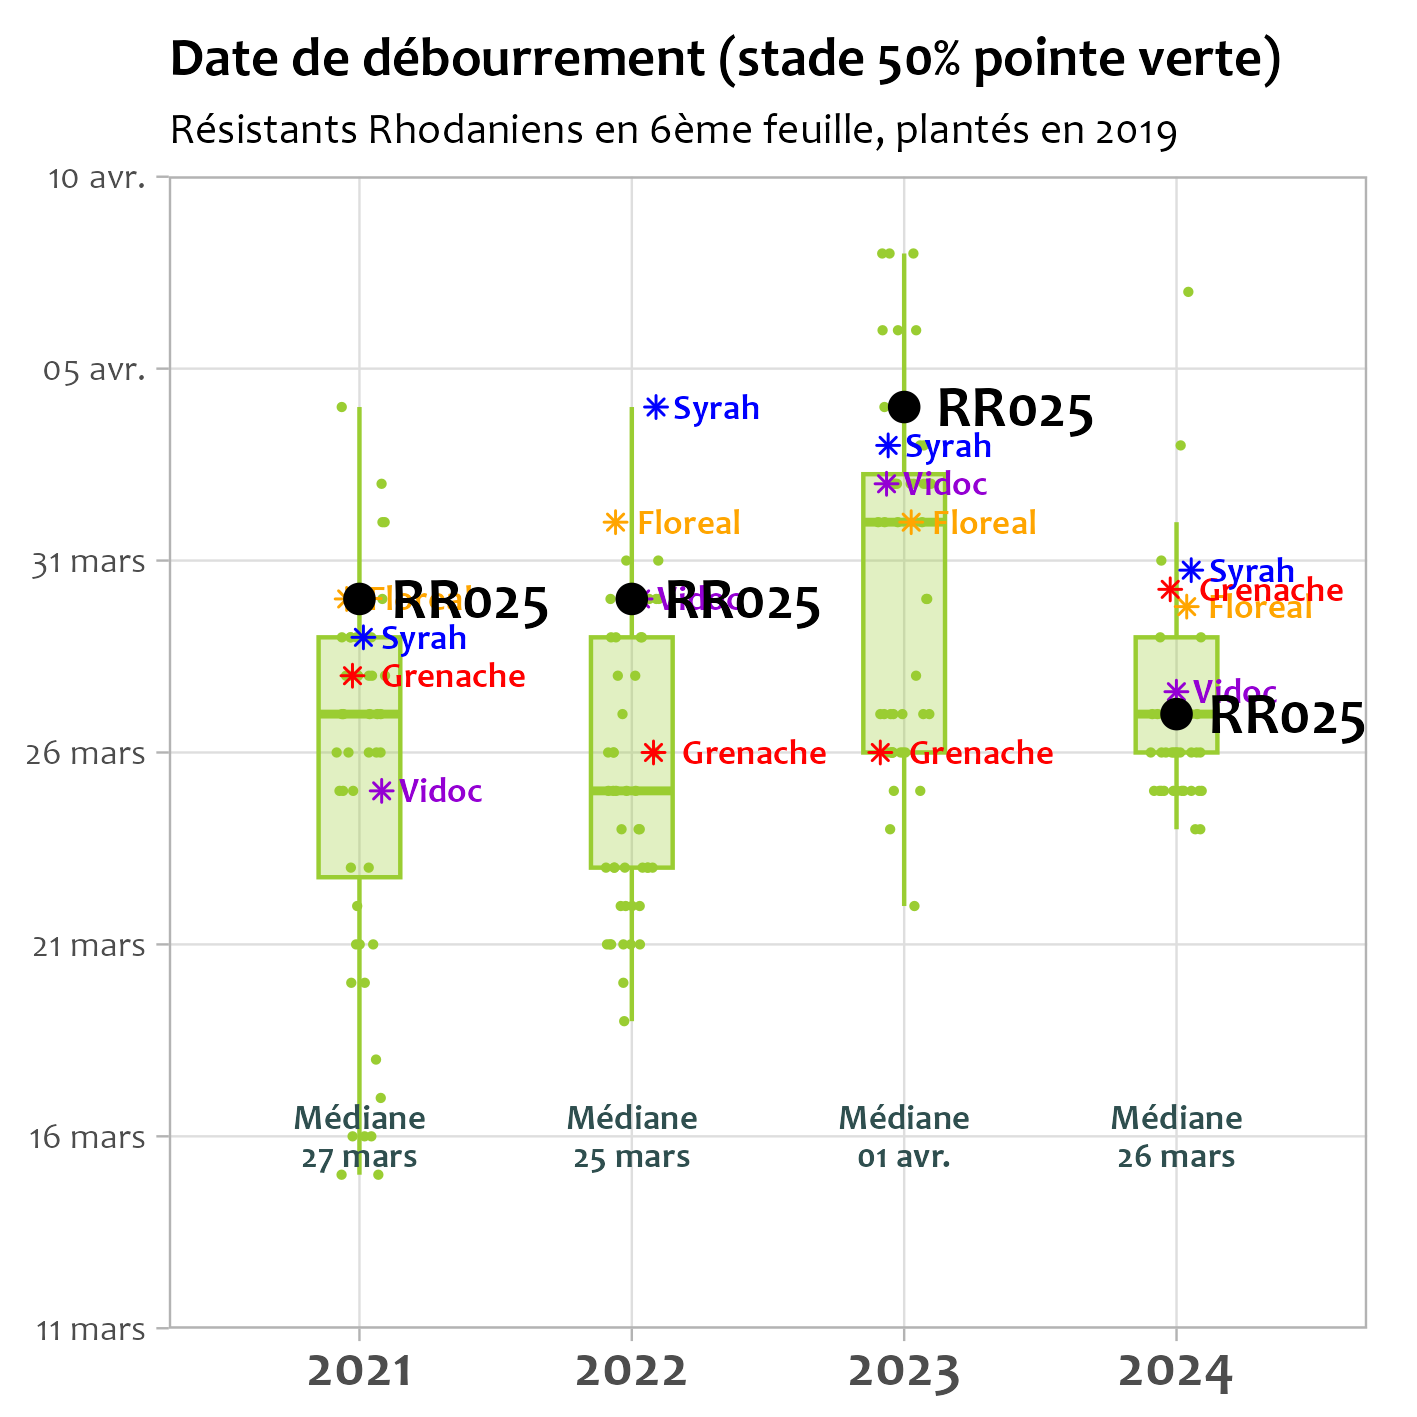 Date de débourrement (stade 50% pointe verte)
Résistants Rhodaniens en 6ème feuille, plantés en 2019
10 avr.
05 avr.
31 mars
26 mars
21 mars
16 mars
11 mars
Floreal
RR025
Syrah
Grenache
Vidoc
Médiane
27 mars
Syrah
Floreal
Vidoc
RR025
Grenache
Médiane
25 mars
RR025
Syrah
Vidoc
Floreal
Grenache
Médiane
01 avr.
Syrah
Grenache
Floreal
Vidoc
RR025
Médiane
26 mars
2021
2022
2023
2024